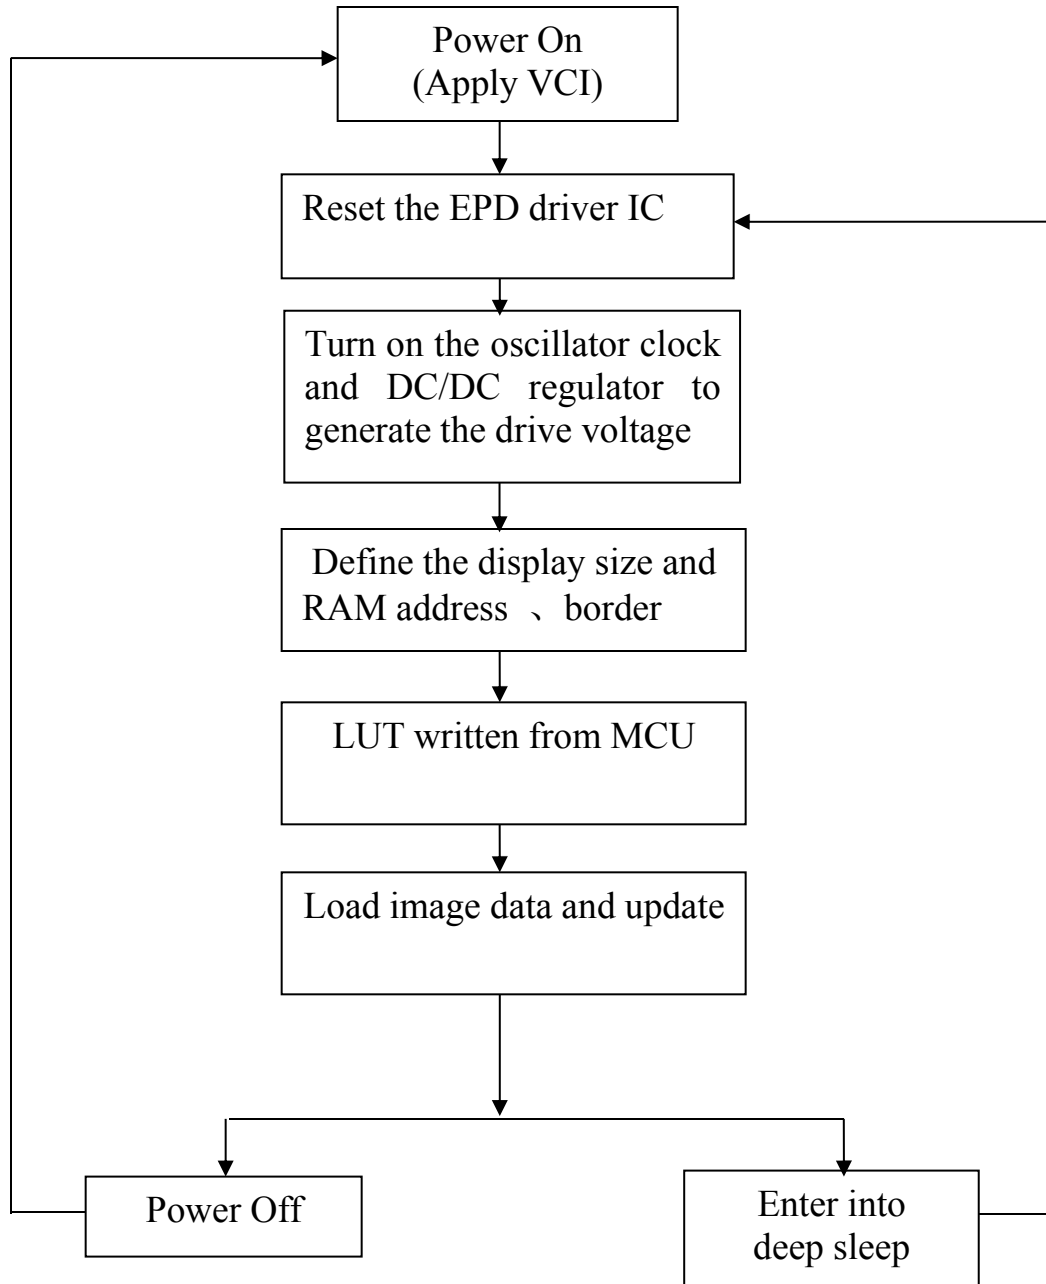 Power On
(Apply VCI)
Reset the EPD driver IC
Turn on the oscillator clock
and DC/DC regulator to
generate the drive voltage
Define the display size and
RAM address 、border
LUT written from MCU
Load image data and update
Power Off
Enter into
deep sleep